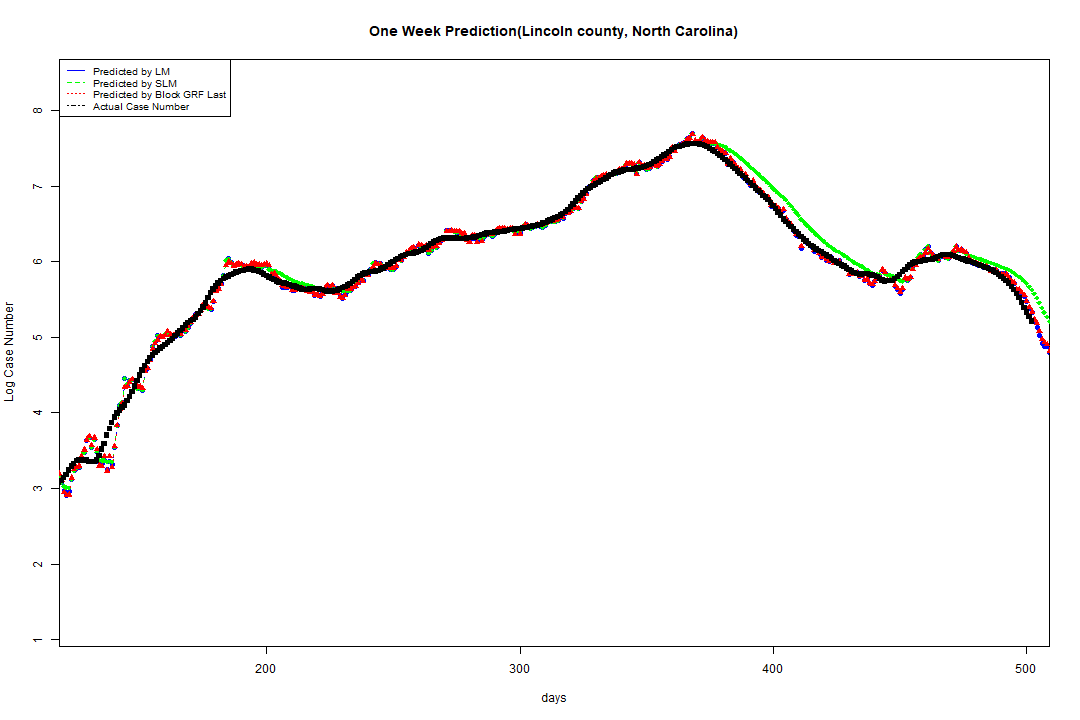 One Week Prediction(Lincoln county, North Carolina)
Predicted by LM
Predicted by SLM
Predicted by Block GRF Last
Actual Case Number
8
7
6
5
4
3
2
1
Log Case Number
200 300 400 500
days